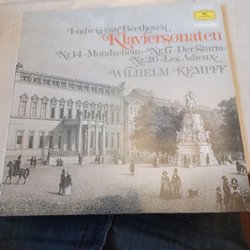 Ludwig van Beethoven
Klaviersonaten
Nr.14 »Mondschein« · Nr.17 »Der Sturm«
Nr.26 »Les Adieux«
WILHELM KEMPFF